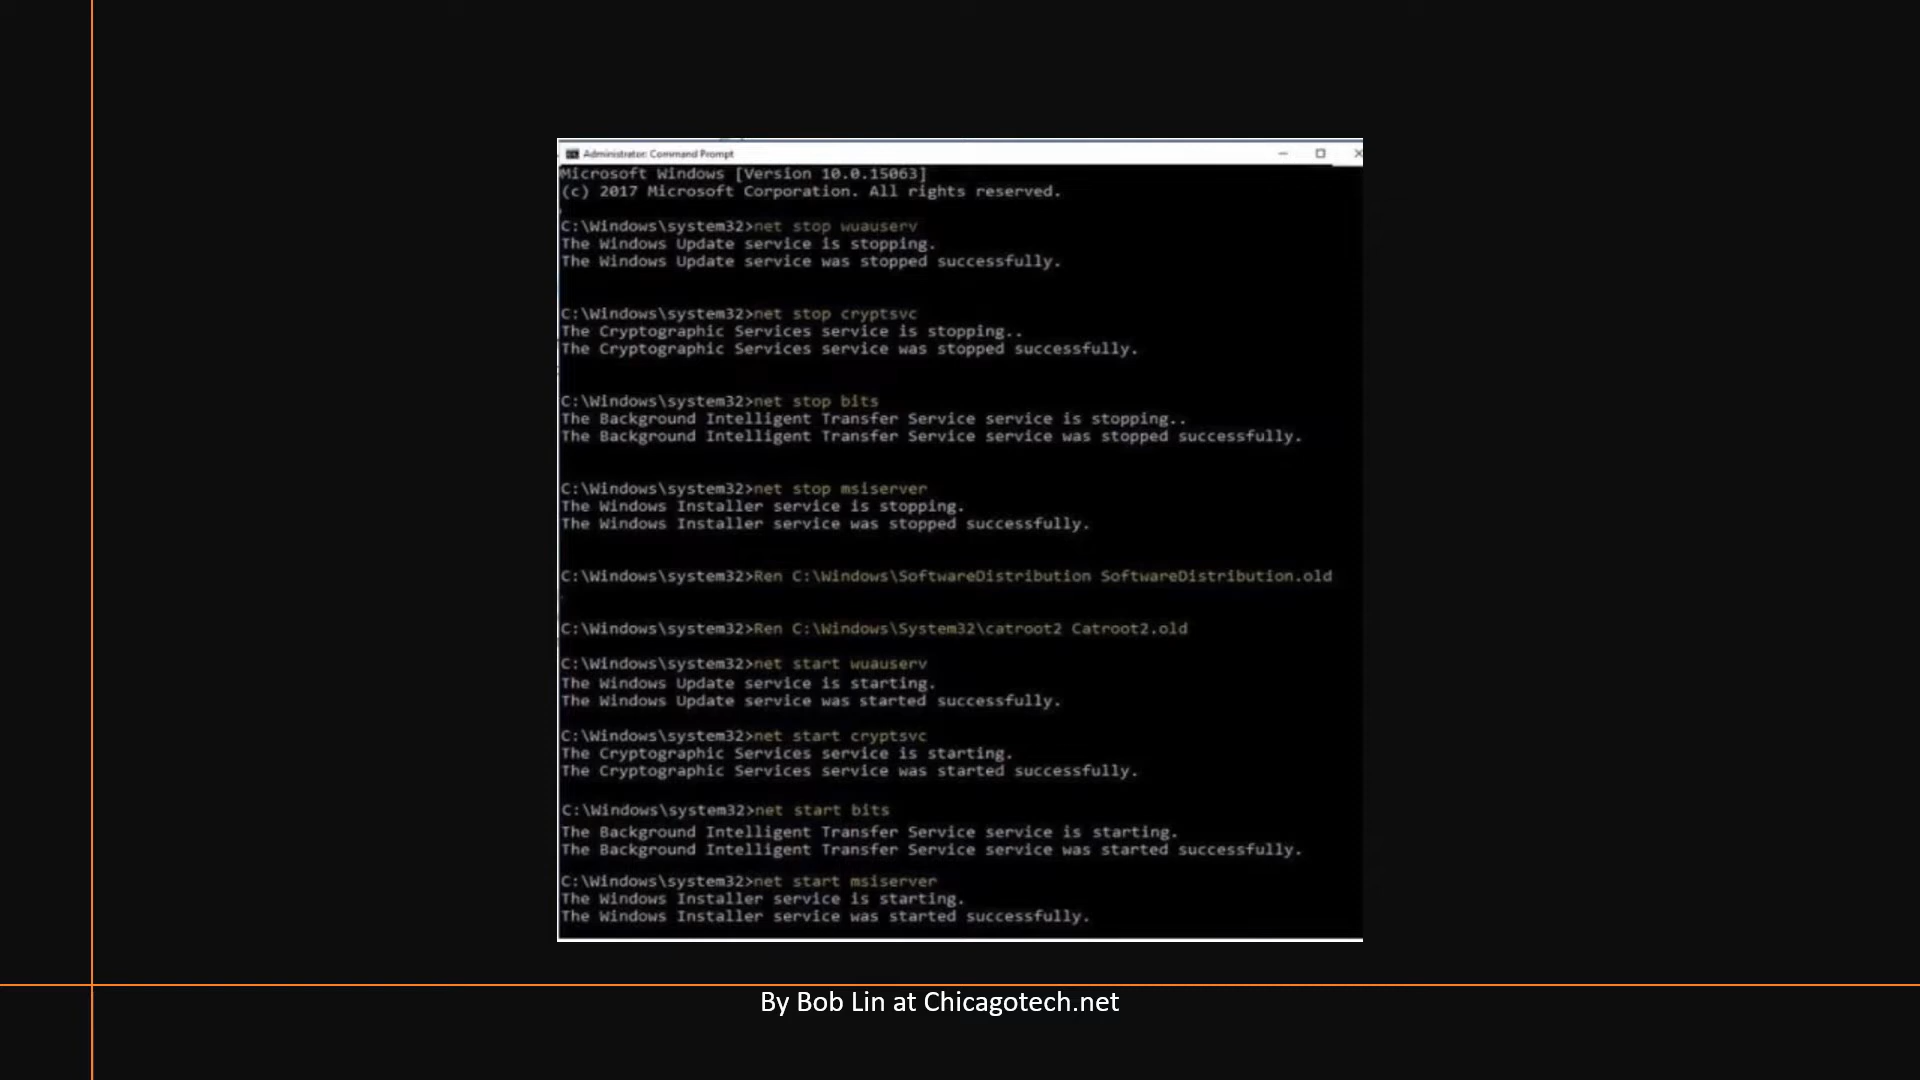 Administrator: Command Prompt
Microsoft Windows [Version 10.0.15063]
(c) 2017 Microsoft Corporation. All rights reserved.
C:\Windows\system32>net stop wuauserv
The Windows Update service is stopping.
The Windows Update service was stopped successfully.
C:\Windows\system32>net stop cryptsvc
The Cryptographic Services service is stopping..
The Cryptographic Services service was stopped successfully.
C:\Windows\system32>net stop bits
The Background Intelligent Transfer Service service is stopping..
The Background Intelligent Transfer Service service was stopped successfully.
C:\Windows\system32>net stop msiserver
The Windows Installer service is stopping.
The Windows Installer service was stopped successfully.
C:\Windows\system32>Ren C:\Windows\SoftwareDistribution SoftwareDistribution.old
C:\Windows\system32>Ren C:\Windows\System32\catroot2 Catroot2.old
C:\Windows\system32>net start wuauserv
The Windows Update service is starting.
The Windows Update service was started successfully.
C:\Windows\system32>net start cryptsvc
The Cryptographic Services service is starting.
The Cryptographic Services service was started successfully.
C:\Windows\system32>net start bits
The Background Intelligent Transfer Service service is starting.
The Background Intelligent Transfer Service service was started successfully.
C:\Windows\system32>net start msiserver
The Windows Installer service is starting.
The Windows Installer service was started successfully.
By Bob Lin at Chicagotech.net